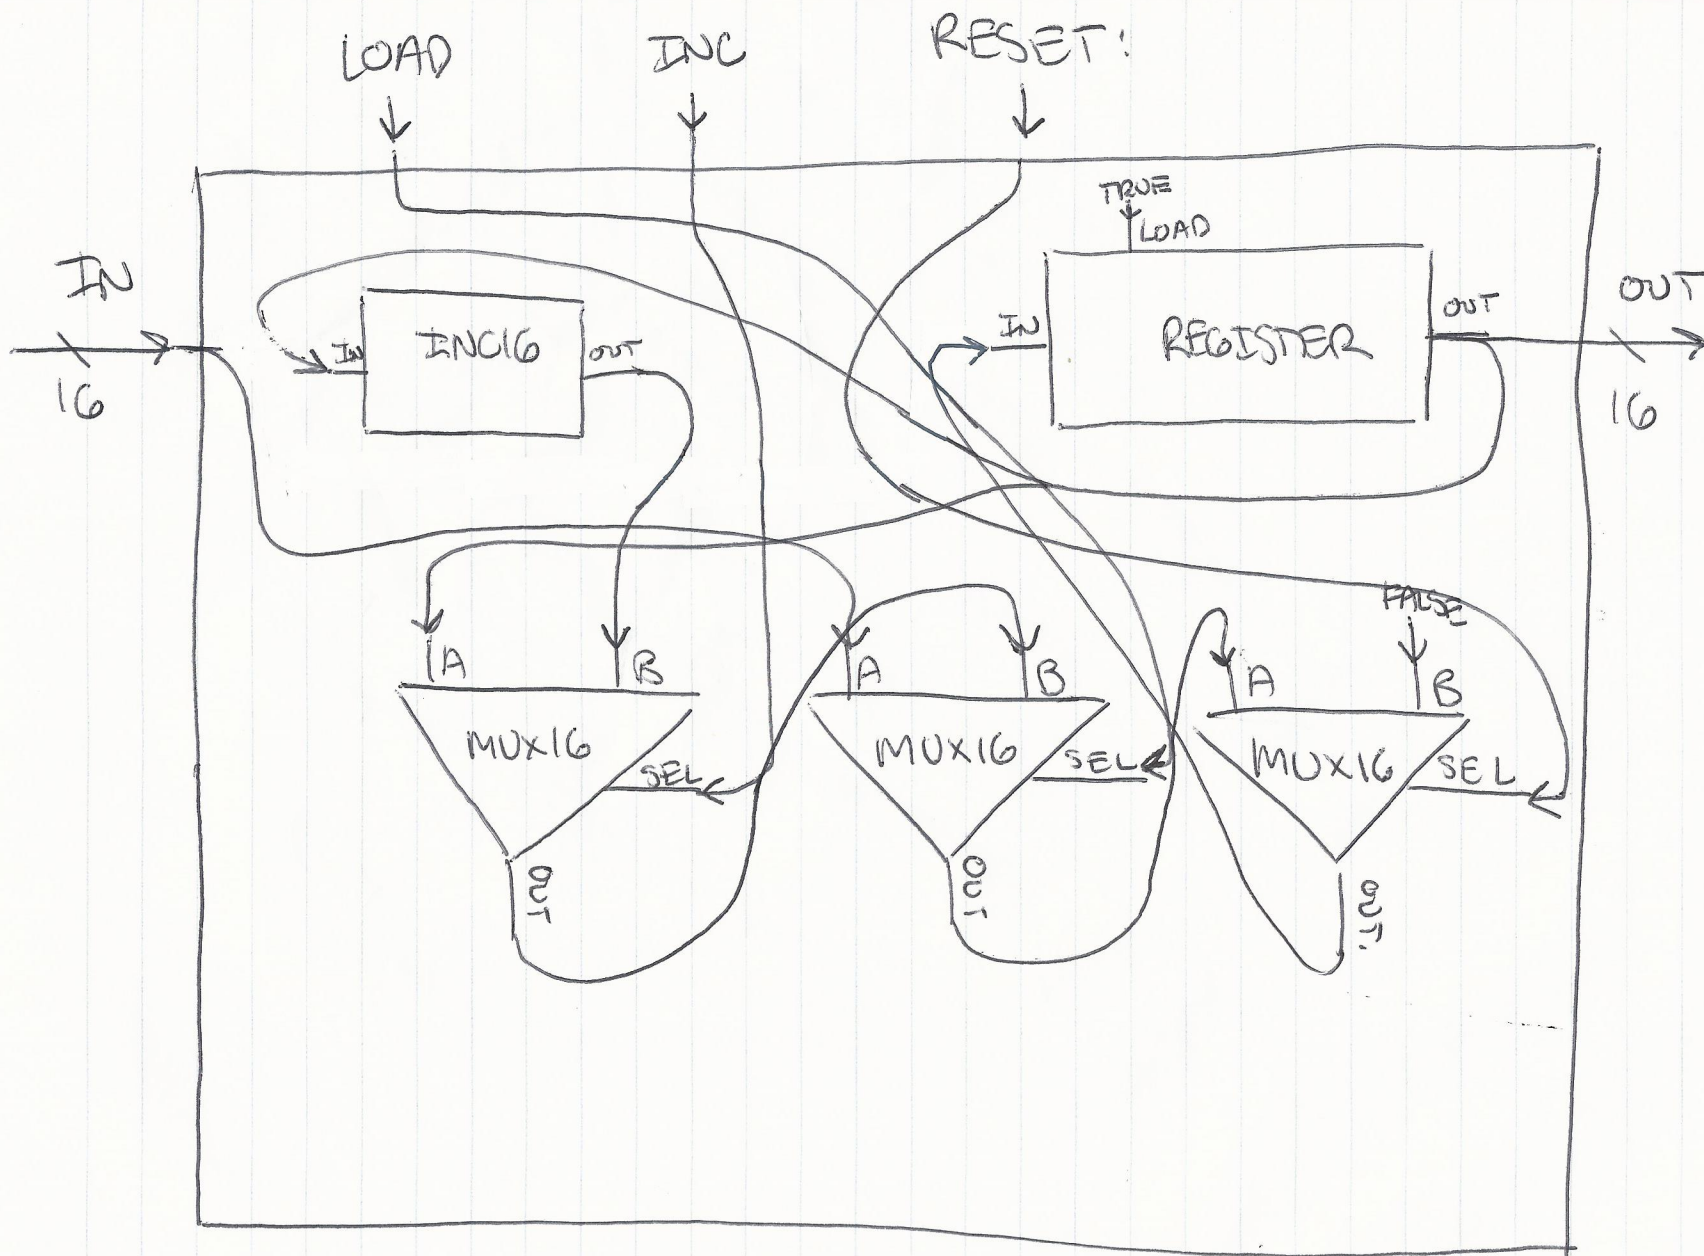 LOAD
INC
RESET:
TRUE
LOAD
IN
16
IN
INC16
OUT
IN
REGISTER
OUT
OUT
16
FALSE
A
B
MUX16
SEL
OUT
A
B
MUX16
SEL
OUT
A
B
MUX16
SEL
OUT.